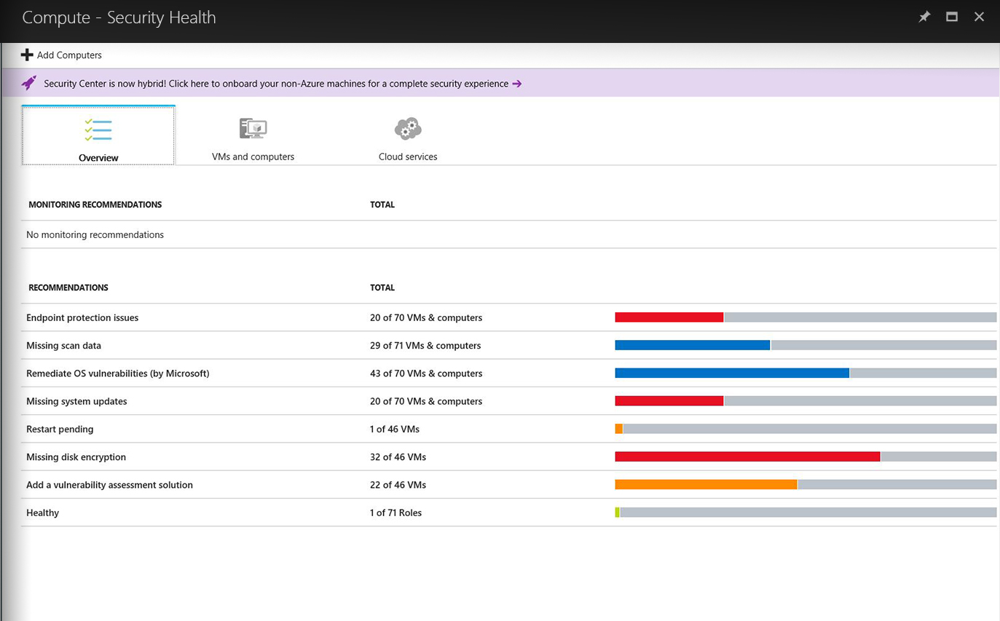 Compute - Security Health
Add Computers
Security Center is now hybrid! Click here to onboard your non-Azure machines for a complete security experience →
Overview
VMs and computers
Cloud services
MONITORING RECOMMENDATIONS TOTAL
No monitoring recommendations
RECOMMENDATIONS TOTAL
Endpoint protection issues 20 of 70 VMs & computers
Missing scan data 29 of 71 VMs & computers
Remediate OS vulnerabilities (by Microsoft) 43 of 70 VMs & computers
Missing system updates 20 of 70 VMs & computers
Restart pending 1 of 46 VMs
Missing disk encryption 32 of 46 VMs
Add a vulnerability assessment solution 22 of 46 VMs
Healthy 1 of 71 Roles